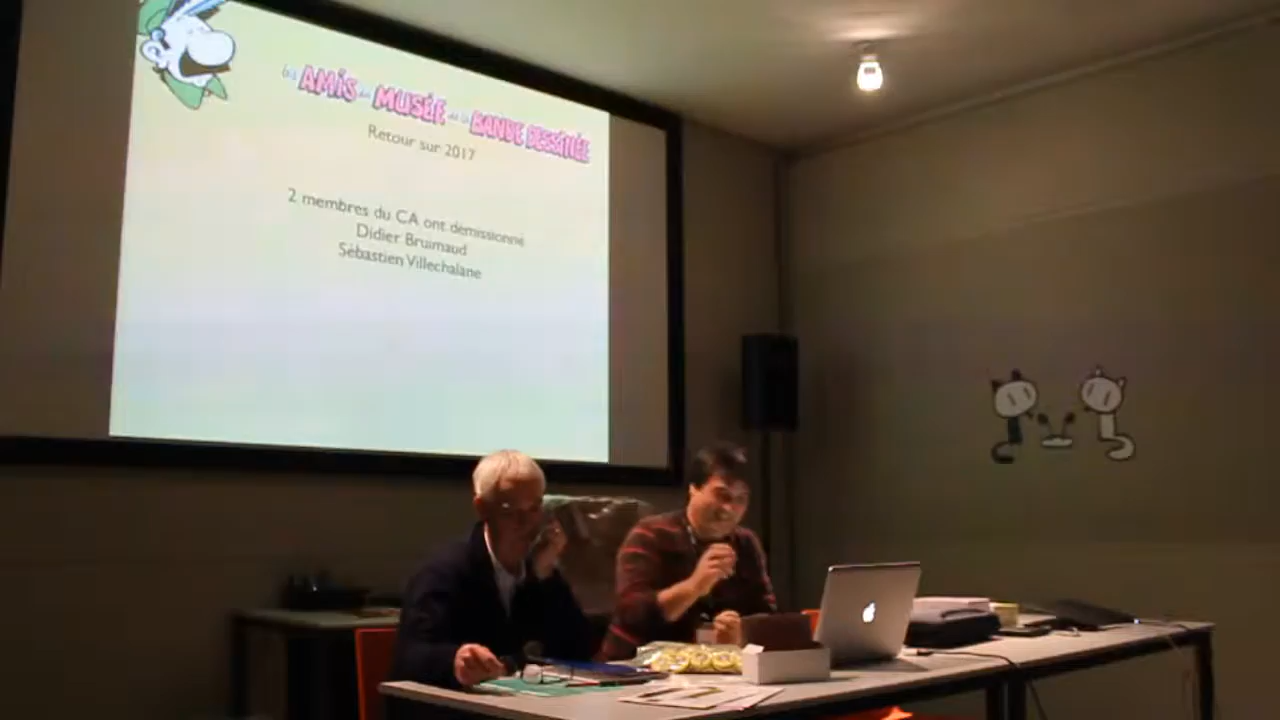 les AMiS du MUSÉE de la BANDE DESSINÉE
Retour sur 2017
2 membres du CA ont démissionné
Didier Bruimaud
Sébastien Villechalane